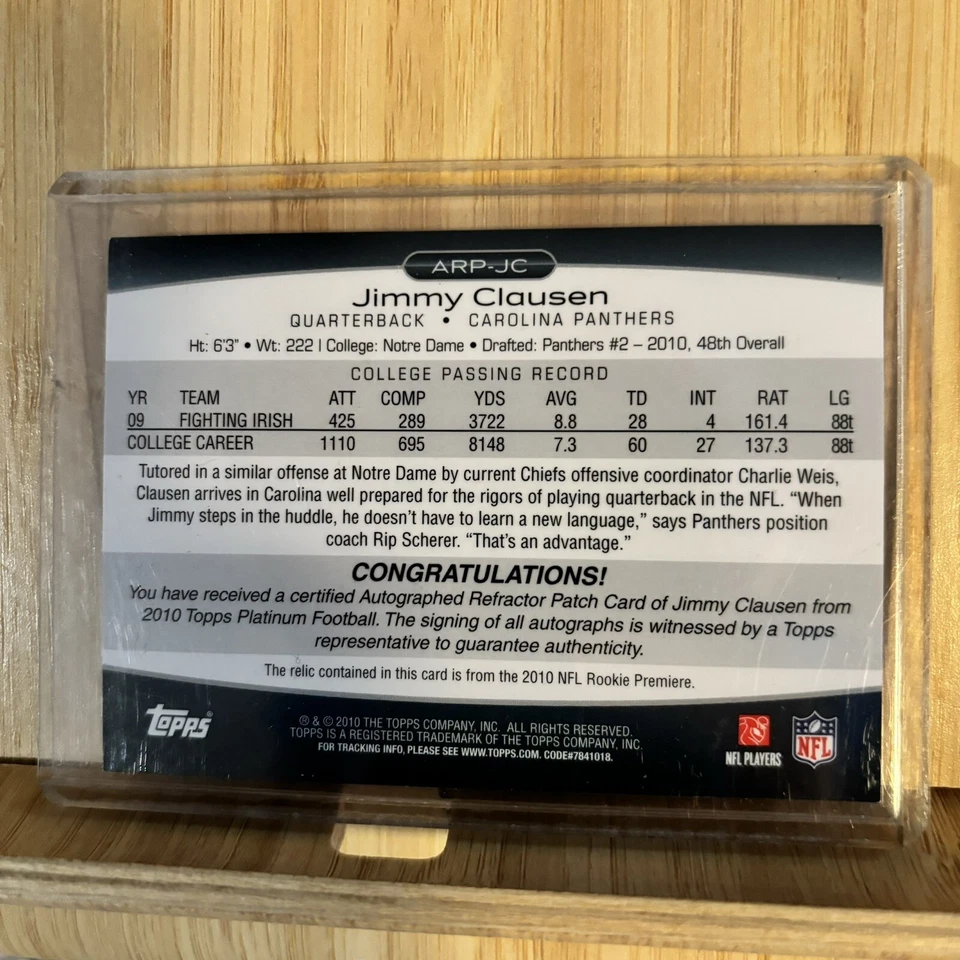 ARP-JC
Jimmy Clausen
QUARTERBACK • CAROLINA PANTHERS
Ht: 6'3" • Wt: 222 | College: Notre Dame • Drafted: Panthers #2 – 2010, 48th Overall
COLLEGE PASSING RECORD
YR TEAM ATT COMP YDS AVG TD INT RAT LG
09 FIGHTING IRISH 425 289 3722 8.8 28 4 161.4 88t
COLLEGE CAREER 1110 695 8148 7.3 60 27 137.3 88t
Tutored in a similar offense at Notre Dame by current Chiefs offensive coordinator Charlie Weis,
Clausen arrives in Carolina well prepared for the rigors of playing quarterback in the NFL. “When
Jimmy steps in the huddle, he doesn’t have to learn a new language,” says Panthers position
coach Rip Scherer. “That’s an advantage.”
CONGRATULATIONS!
You have received a certified Autographed Refractor Patch Card of Jimmy Clausen from
2010 Topps Platinum Football. The signing of all autographs is witnessed by a Topps
representative to guarantee authenticity.
The relic contained in this card is from the 2010 NFL Rookie Premiere.
TOPPS®
® & © 2010 THE TOPPS COMPANY, INC. ALL RIGHTS RESERVED.
TOPPS IS A REGISTERED TRADEMARK OF THE TOPPS COMPANY, INC.
FOR TRACKING INFO, PLEASE SEE WWW.TOPPS.COM. CODE#7841018.
NFL PLAYERS
NFL